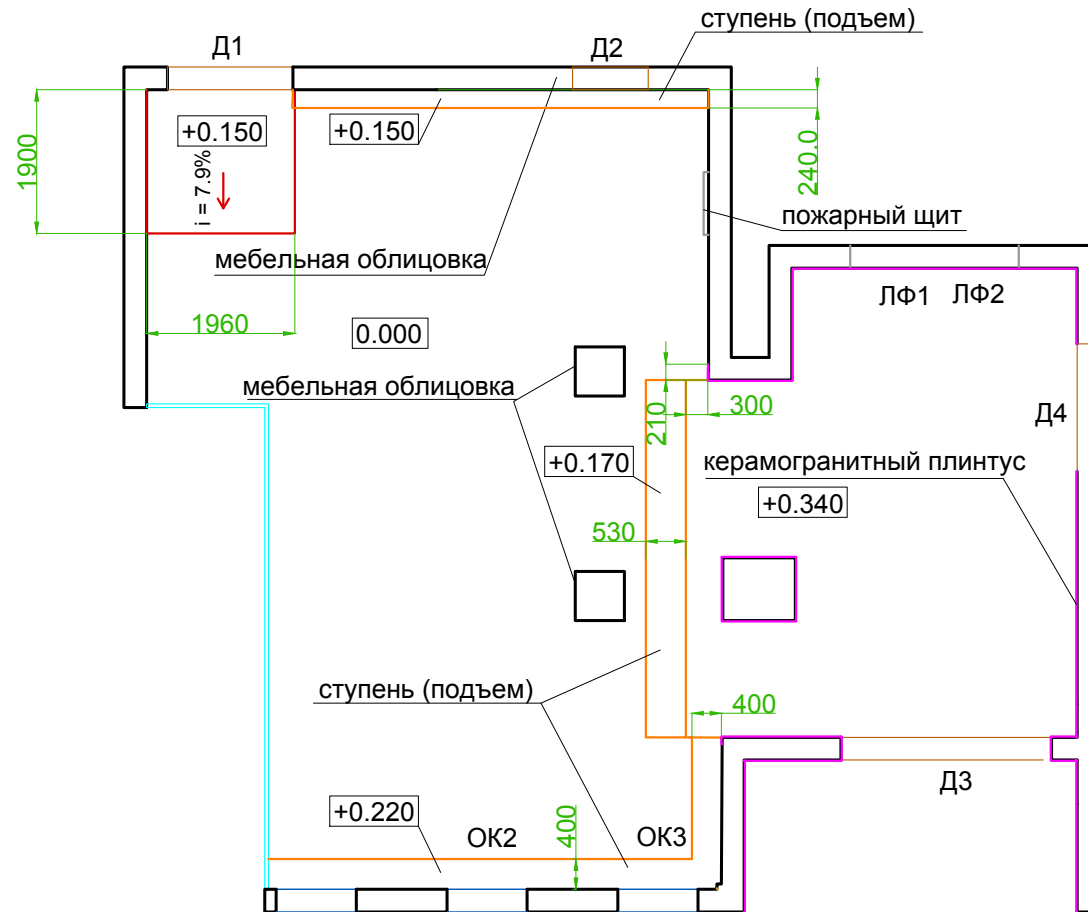 ступень (подъем)
Д1
Д2
+0.150
+0.150
1900
i = 7.9%
240.0
пожарный щит
мебельная облицовка
ЛФ1
ЛФ2
1960
0.000
мебельная облицовка
210
300
Д4
+0.170
керамогранитный плинтус
+0.340
530
ступень (подъем)
400
Д3
+0.220
ОК2
400
ОК3